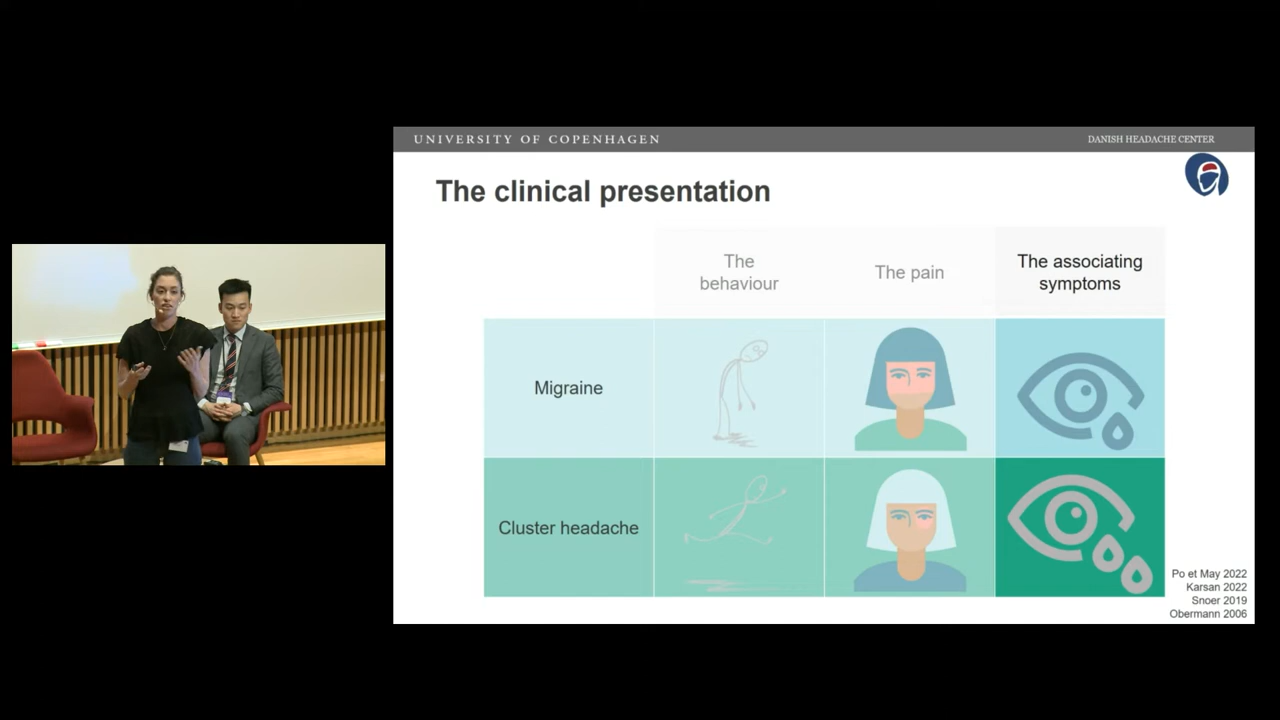 UNIVERSITY OF COPENHAGEN
DANISH HEADACHE CENTER
The clinical presentation
The
behaviour
The pain
The associating
symptoms
Migraine
Cluster headache
Po et May 2022
Karsan 2022
Snoer 2019
Obermann 2006